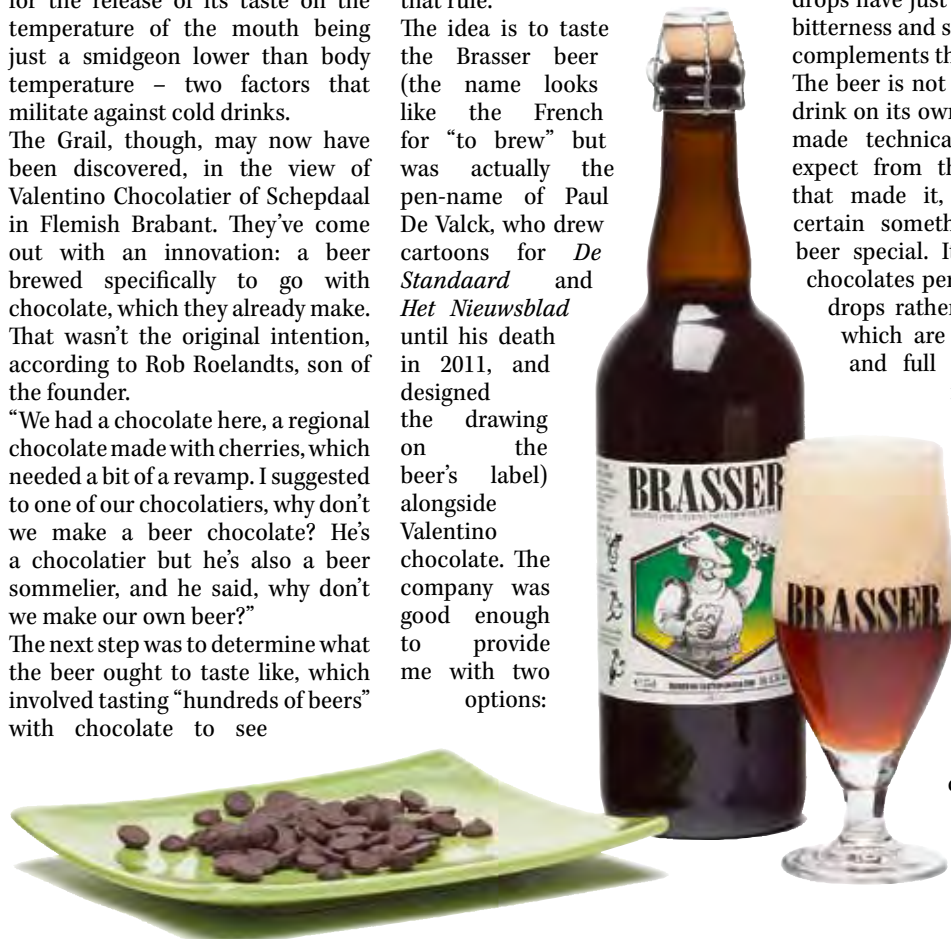 for the release of its taste on the
temperature of the mouth being
just a smidgeon lower than body
temperature – two factors that
militate against cold drinks.
The Grail, though, may now have
been discovered, in the view of
Valentino Chocolatier of Schepdaal
in Flemish Brabant. They've come
out with an innovation: a beer
brewed specifically to go with
chocolate, which they already make.
That wasn't the original intention,
according to Rob Roelandts, son of
the founder.
“We had a chocolate here, a regional
chocolate made with cherries, which
needed a bit of a revamp. I suggested
to one of our chocolatiers, why don't
we make a beer chocolate? He's
a chocolatier but he's also a beer
sommelier, and he said, why don't
we make our own beer?”
The next step was to determine what
the beer ought to taste like, which
involved tasting “hundreds of beers”
with chocolate to see
that rule.
The idea is to taste
the Brasser beer
(the name looks
like the French
for “to brew” but
was actually the
pen-name of Paul
De Valck, who drew
cartoons for De
Standaard and
Het Nieuwsblad
until his death
in 2011, and
designed
the drawing
on the
beer's label)
alongside
Valentino
chocolate. The
company was
good enough
to provide
me with two
options:
drops have just
bitterness and s
complements th
The beer is not
drink on its own
made technica
expect from th
that made it,
certain someth
beer special. I
chocolates per
drops rather
which are
and full
BRASSER
BRASSER